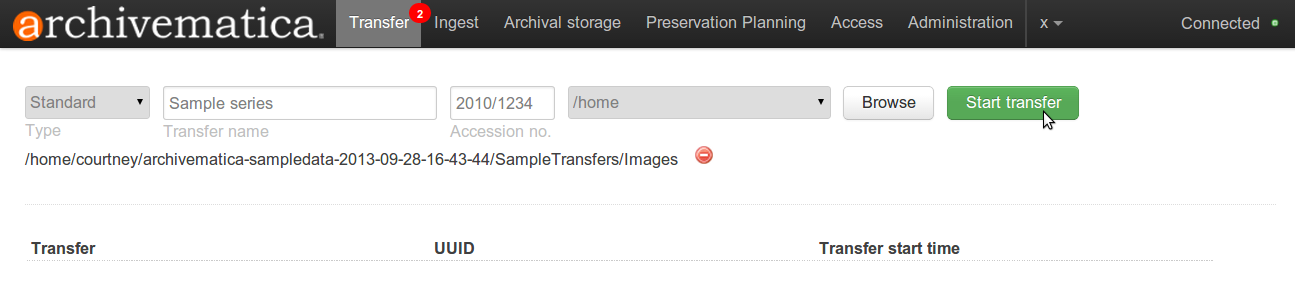 archivematica.
Transfer 2 Ingest Archival storage Preservation Planning Access Administration x Connected
Standard Sample series 2010/1234 /home Browse Start transfer
Type Transfer name Accession no.
/home/courtney/archivematica-sampledata-2013-09-28-16-43-44/SampleTransfers/Images
Transfer UUID Transfer start time